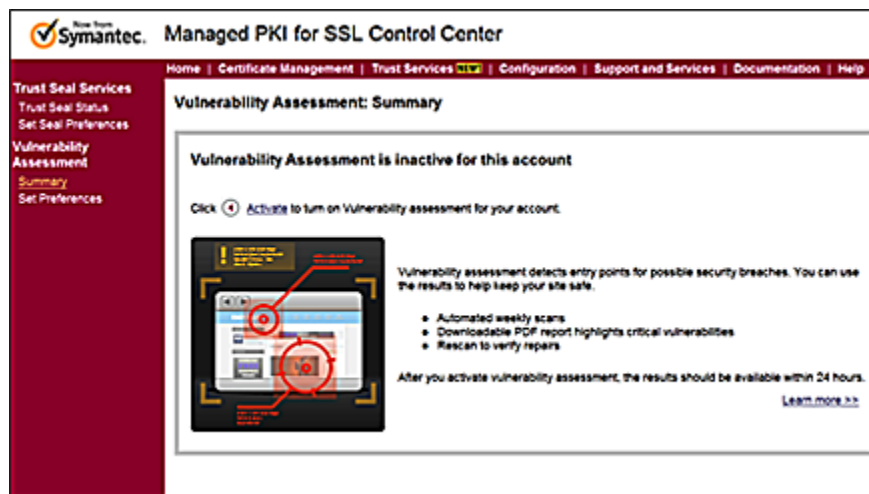 Now from
Symantec.
Managed PKI for SSL Control Center
Home | Certificate Management | Trust Services NEW! | Configuration | Support and Services | Documentation | Help
Trust Seal Services
Trust Seal Status
Set Seal Preferences
Vulnerability
Assessment
Summary
Set Preferences
Vulnerability Assessment: Summary
Vulnerability Assessment is inactive for this account
Click Activate to turn on Vulnerability assessment for your account.
Vulnerability assessment detects entry points for possible security breaches. You can use
the results to help keep your site safe.
Automated weekly scans
Downloadable PDF report highlights critical vulnerabilities
Rescan to verify repairs
After you activate vulnerability assessment, the results should be available within 24 hours.
Learn more >>